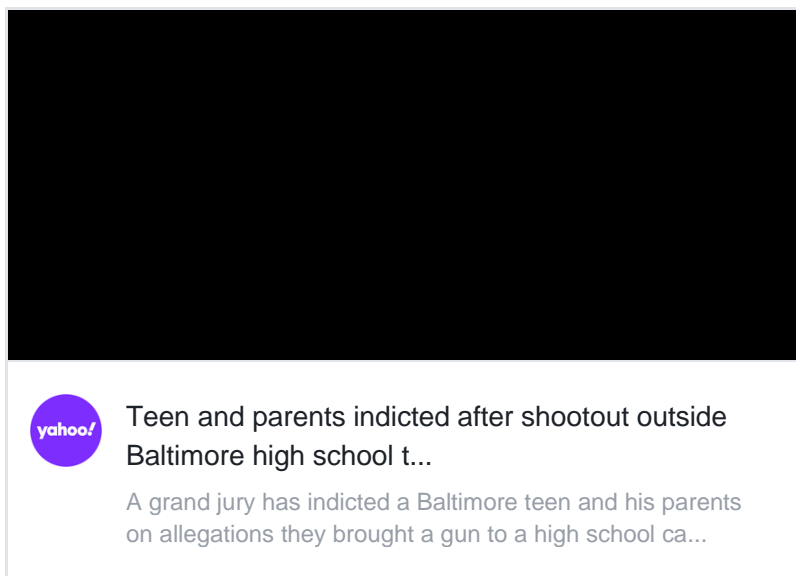 yahoo!
Teen and parents indicted after shootout outside
Baltimore high school t...
A grand jury has indicted a Baltimore teen and his parents
on allegations they brought a gun to a high school ca...